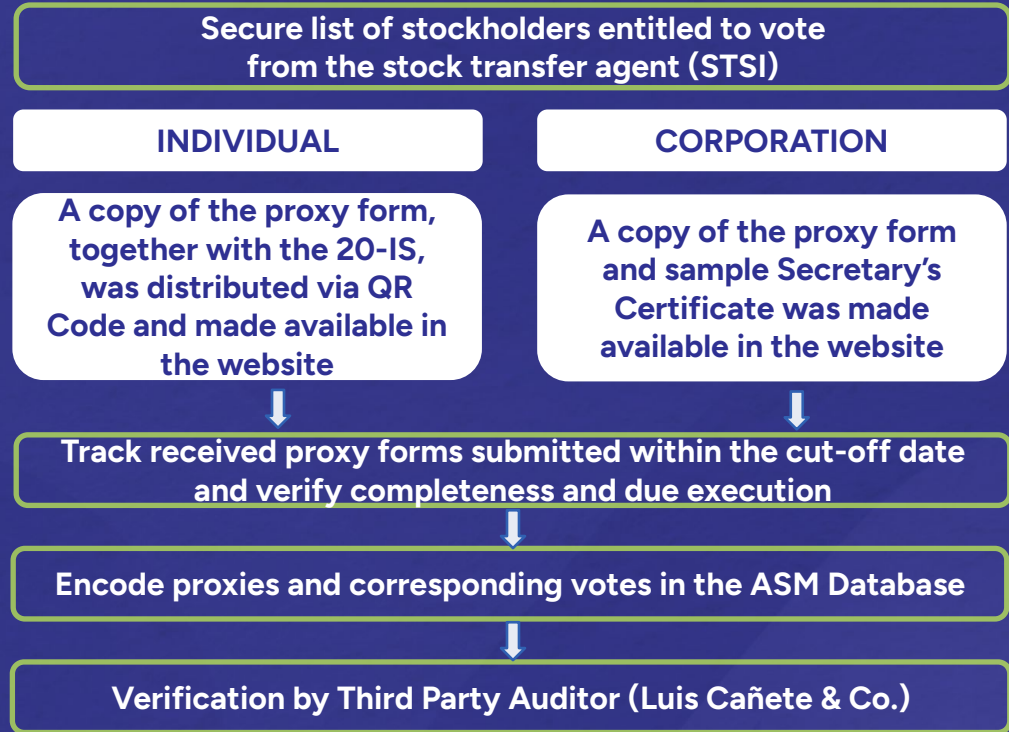 Secure list of stockholders entitled to vote
from the stock transfer agent (STSI)
INDIVIDUAL
A copy of the proxy form,
together with the 20-IS,
was distributed via QR
Code and made available in
the website
CORPORATION
A copy of the proxy form
and sample Secretary’s
Certificate was made
available in the website
Track received proxy forms submitted within the cut-off date
and verify completeness and due execution
Encode proxies and corresponding votes in the ASM Database
Verification by Third Party Auditor (Luis Cañete & Co.)